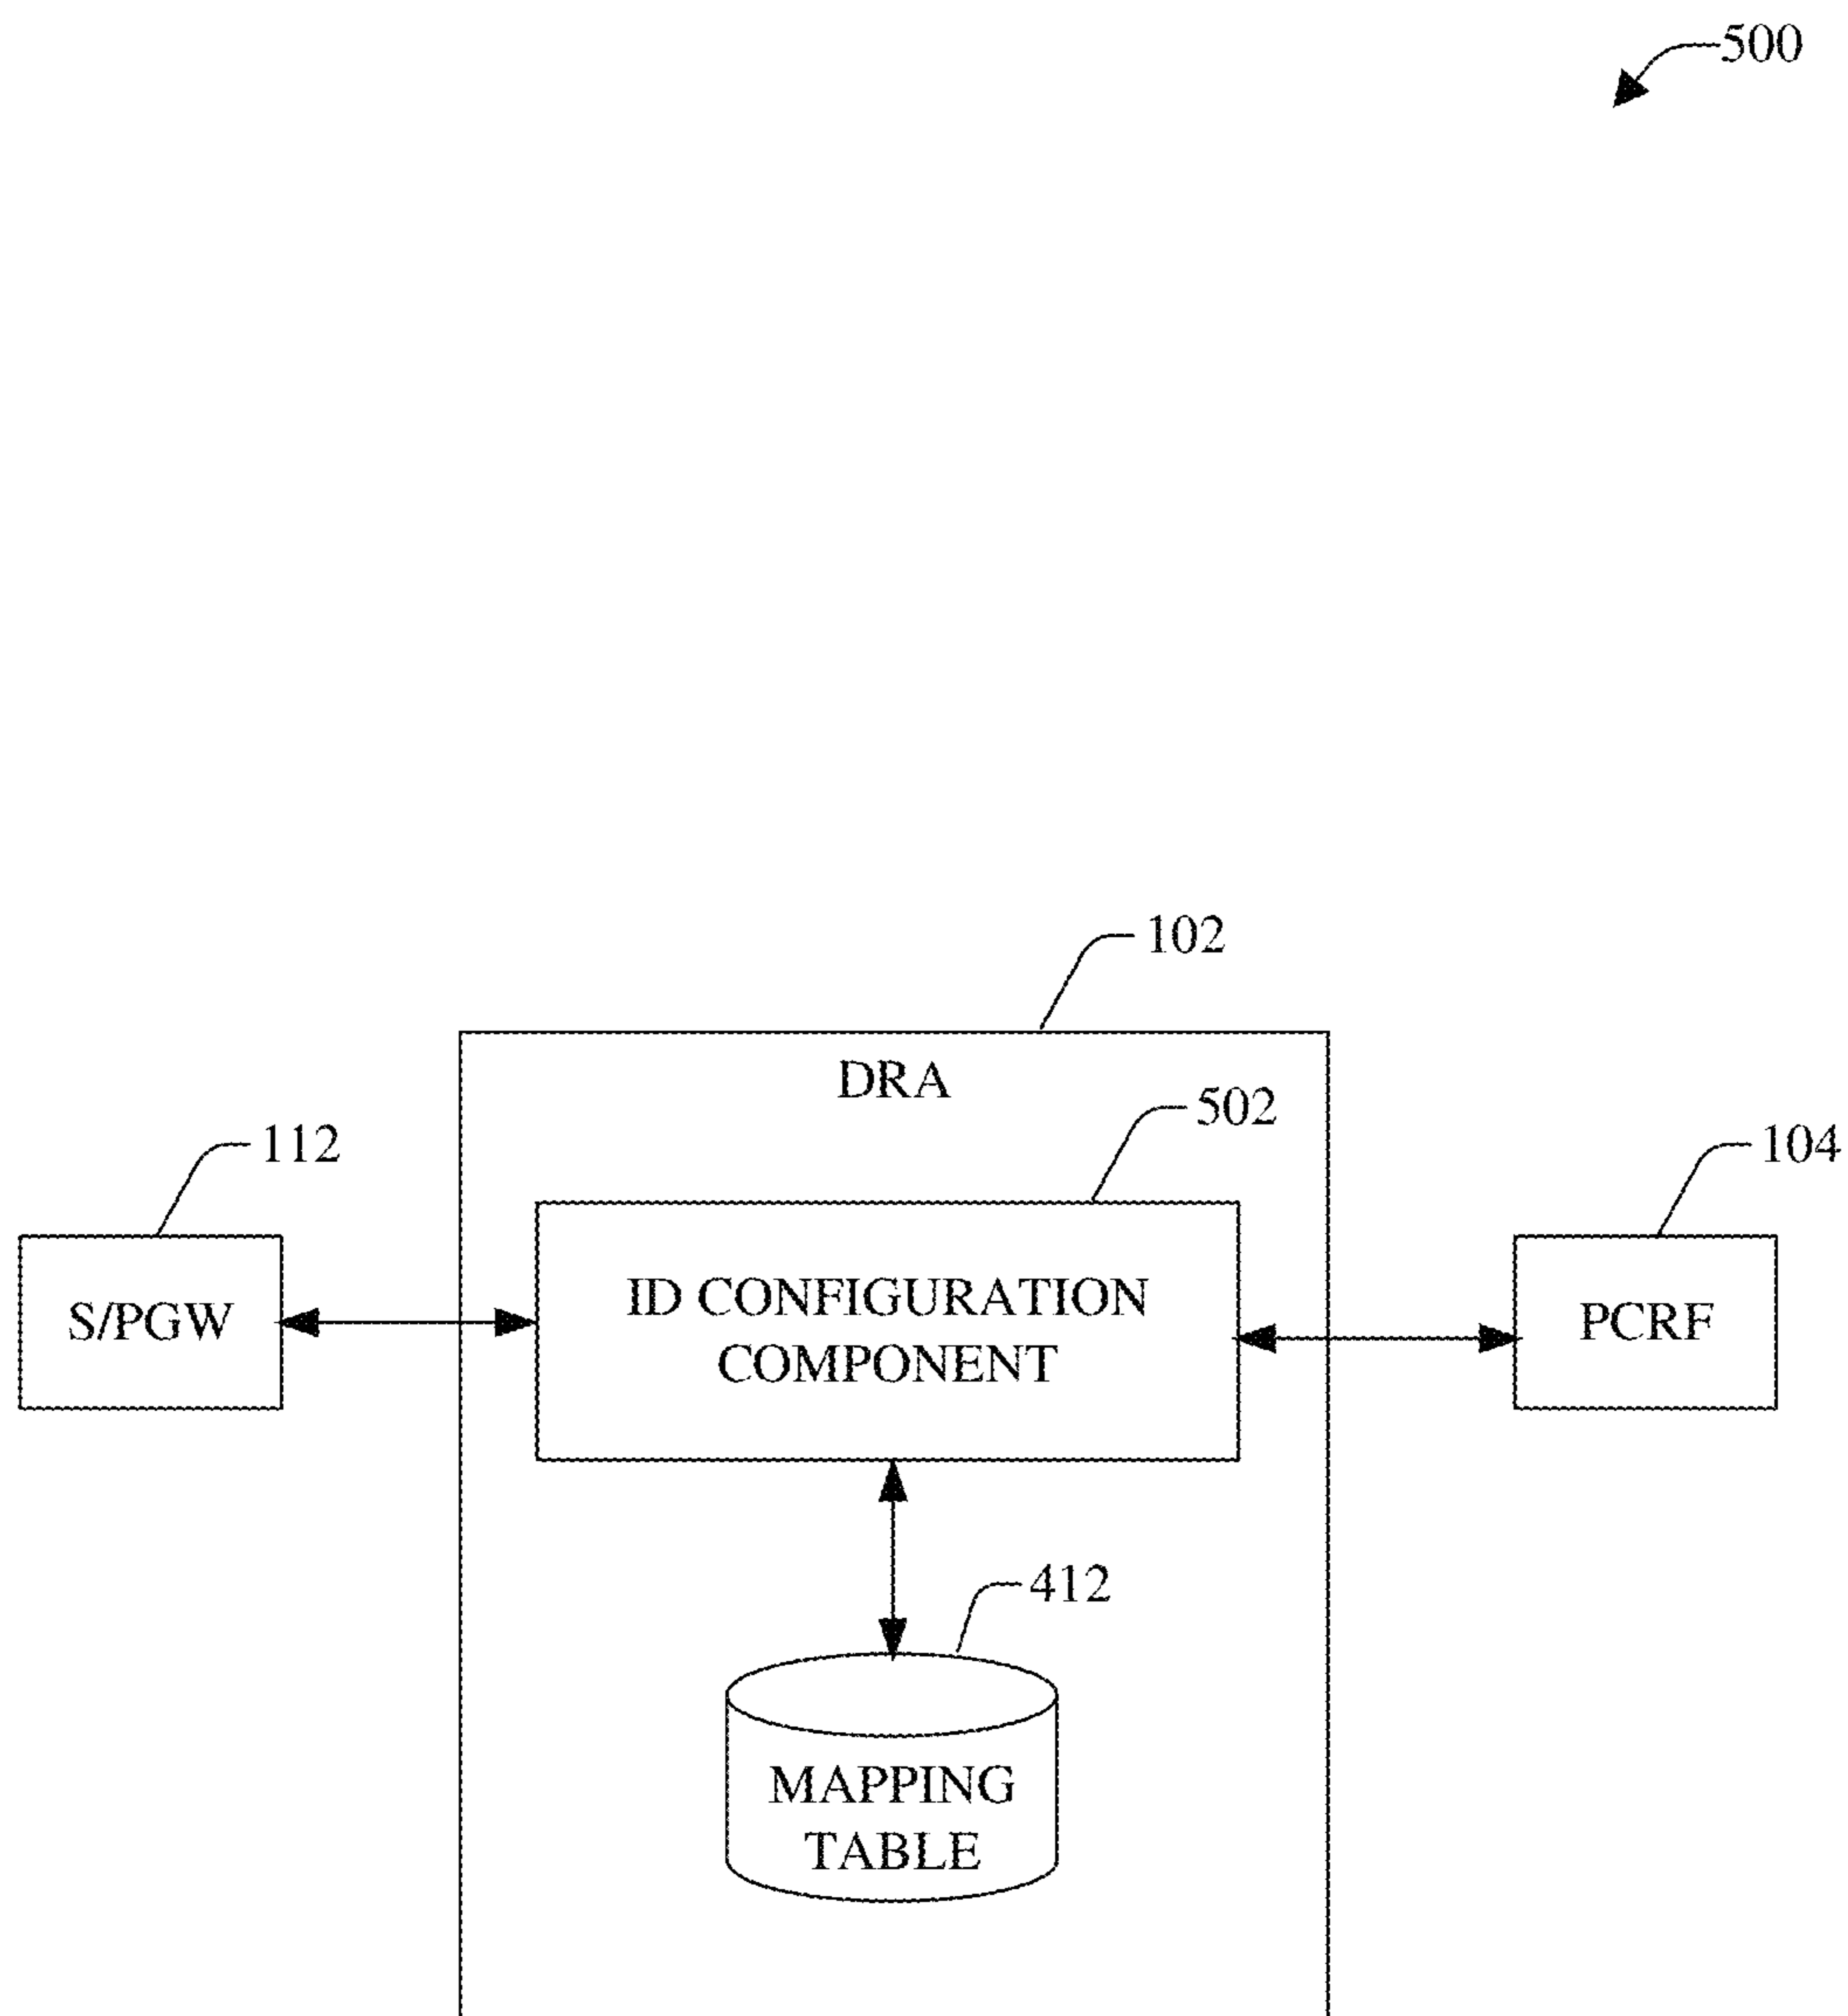 500
102
DRA
502
112
104
S/PGW
ID CONFIGURATION
COMPONENT
PCRF
412
MAPPING
TABLE